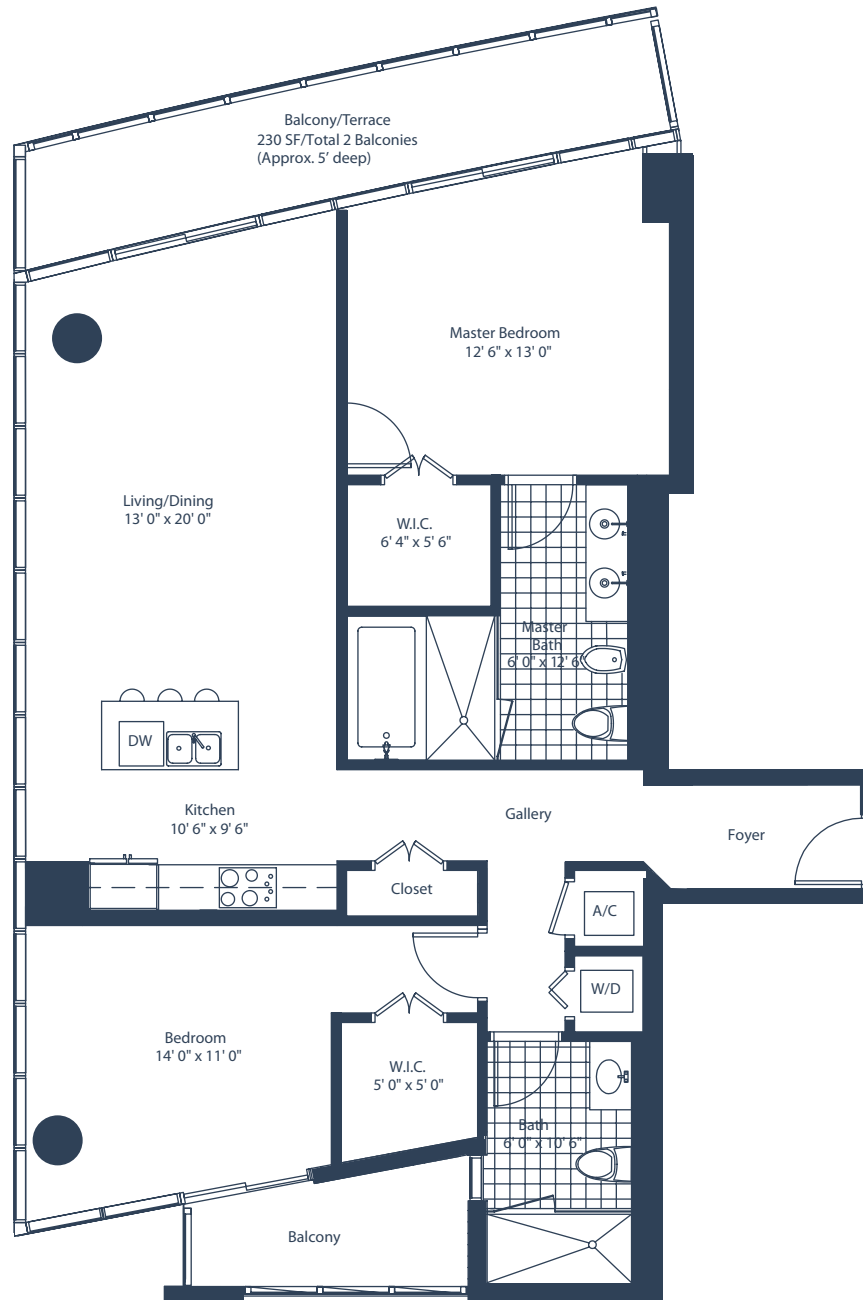 Balcony/Terrace
230 SF/Total 2 Balconies
(Approx. 5’ deep)
Master Bedroom
12' 6" x 13' 0"
Living/Dining
13' 0" x 20' 0"
W.I.C.
6' 4" x 5' 6"
Master
Bath
6' 0" x 12' 6"
DW
Kitchen
10' 6" x 9' 6"
Gallery
Foyer
Closet
A/C
W/D
Bedroom
14' 0" x 11' 0"
W.I.C.
5' 0" x 5' 0"
Bath
6' 0" x 10' 6"
Balcony